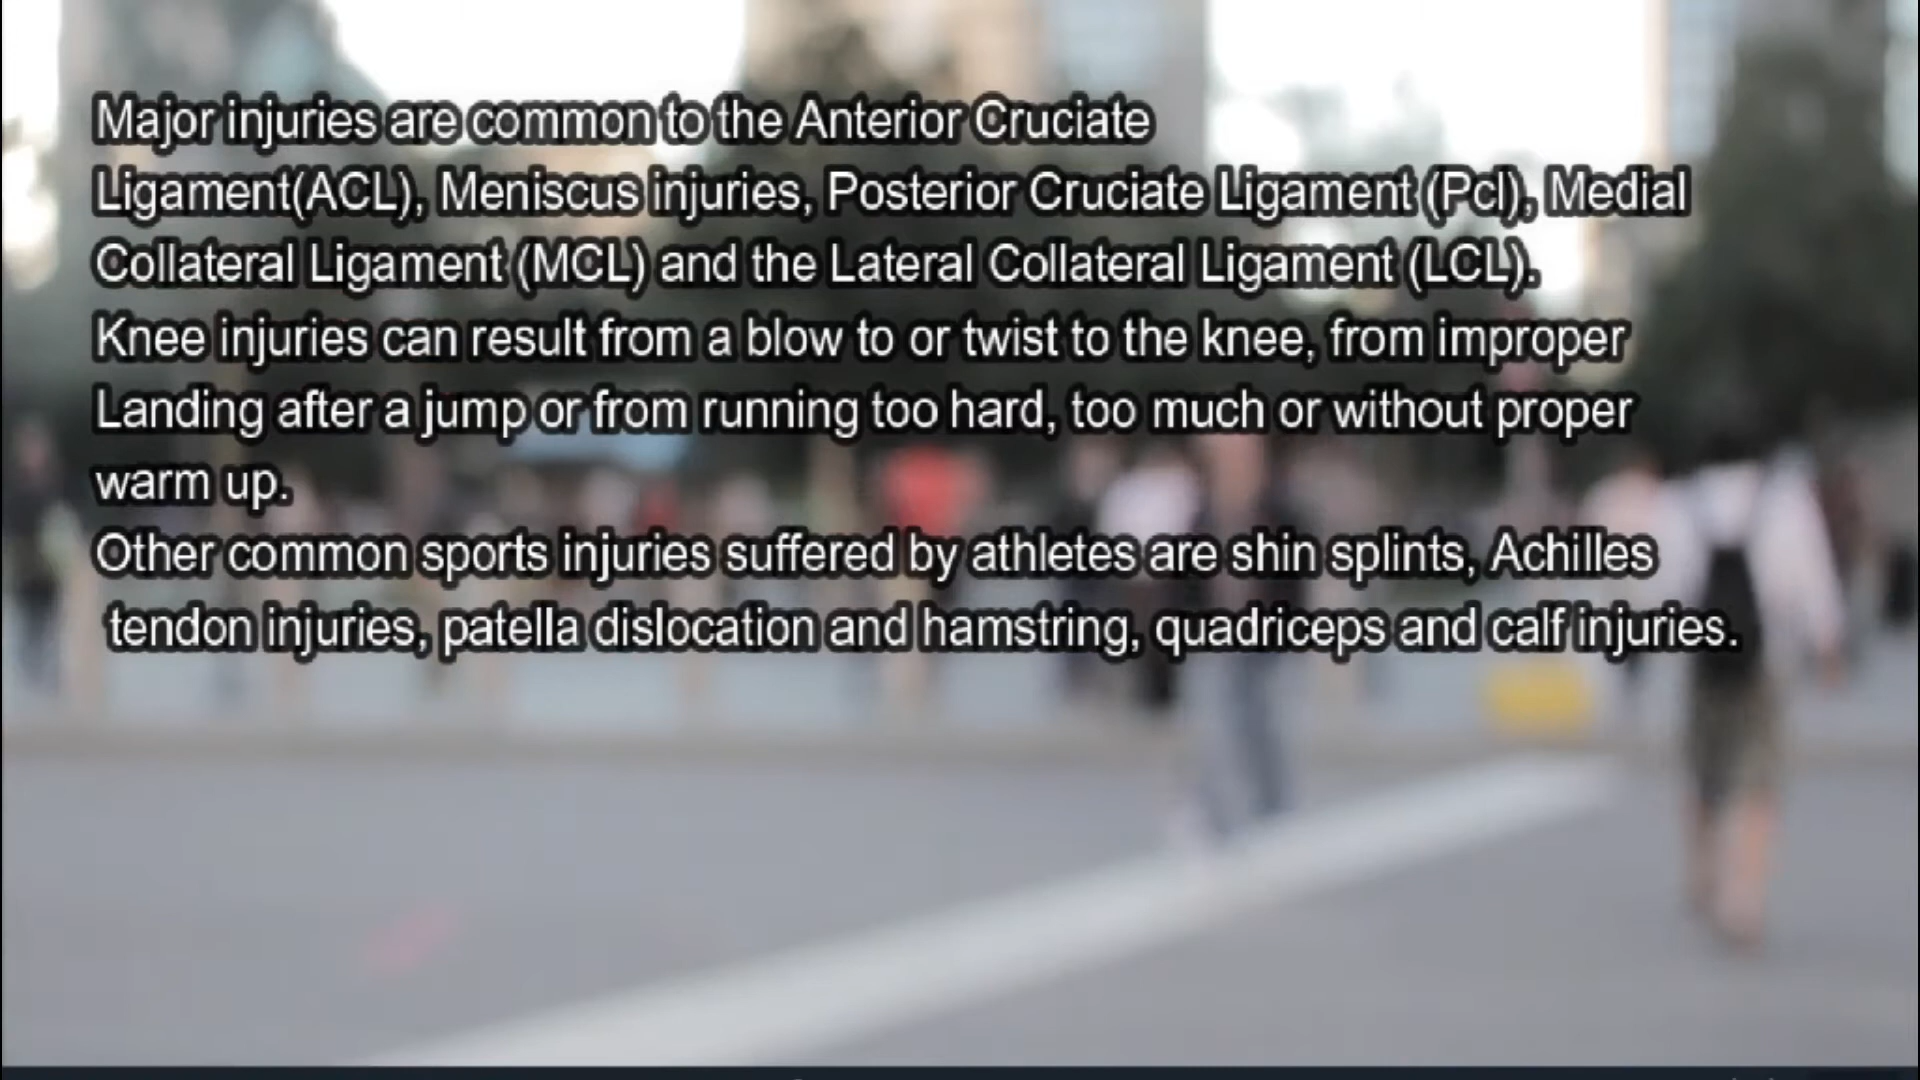 Major injuries are common to the Anterior Cruciate
Ligament(ACL), Meniscus injuries, Posterior Cruciate Ligament (Pcl), Medial
Collateral Ligament (MCL) and the Lateral Collateral Ligament (LCL).
Knee injuries can result from a blow to or twist to the knee, from improper
Landing after a jump or from running too hard, too much or without proper
warm up.
Other common sports injuries suffered by athletes are shin splints, Achilles
tendon injuries, patella dislocation and hamstring, quadriceps and calf injuries.